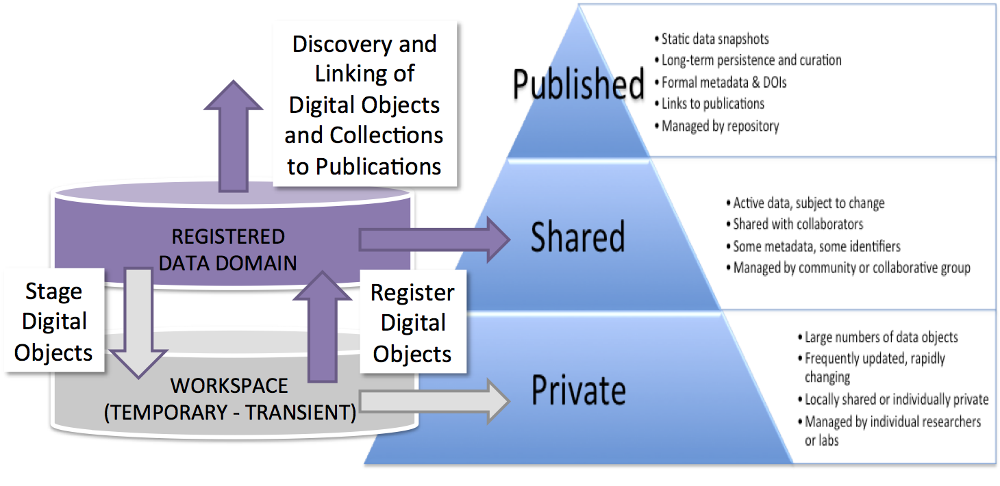 Discovery and
Linking of
Digital Objects
and Collections
to Publications
REGISTERED
DATA DOMAIN
Stage
Digital
Objects
Register
Digital
Objects
WORKSPACE
(TEMPORARY - TRANSIENT)
Published
• Static data snapshots
• Long-term persistence and curation
• Formal metadata & DOIs
• Links to publications
• Managed by repository
Shared
• Active data, subject to change
• Shared with collaborators
• Some metadata, some identifiers
• Managed by community or collaborative group
Private
• Large numbers of data objects
• Frequently updated, rapidly
changing
• Locally shared or individually private
• Managed by individual researchers
or labs